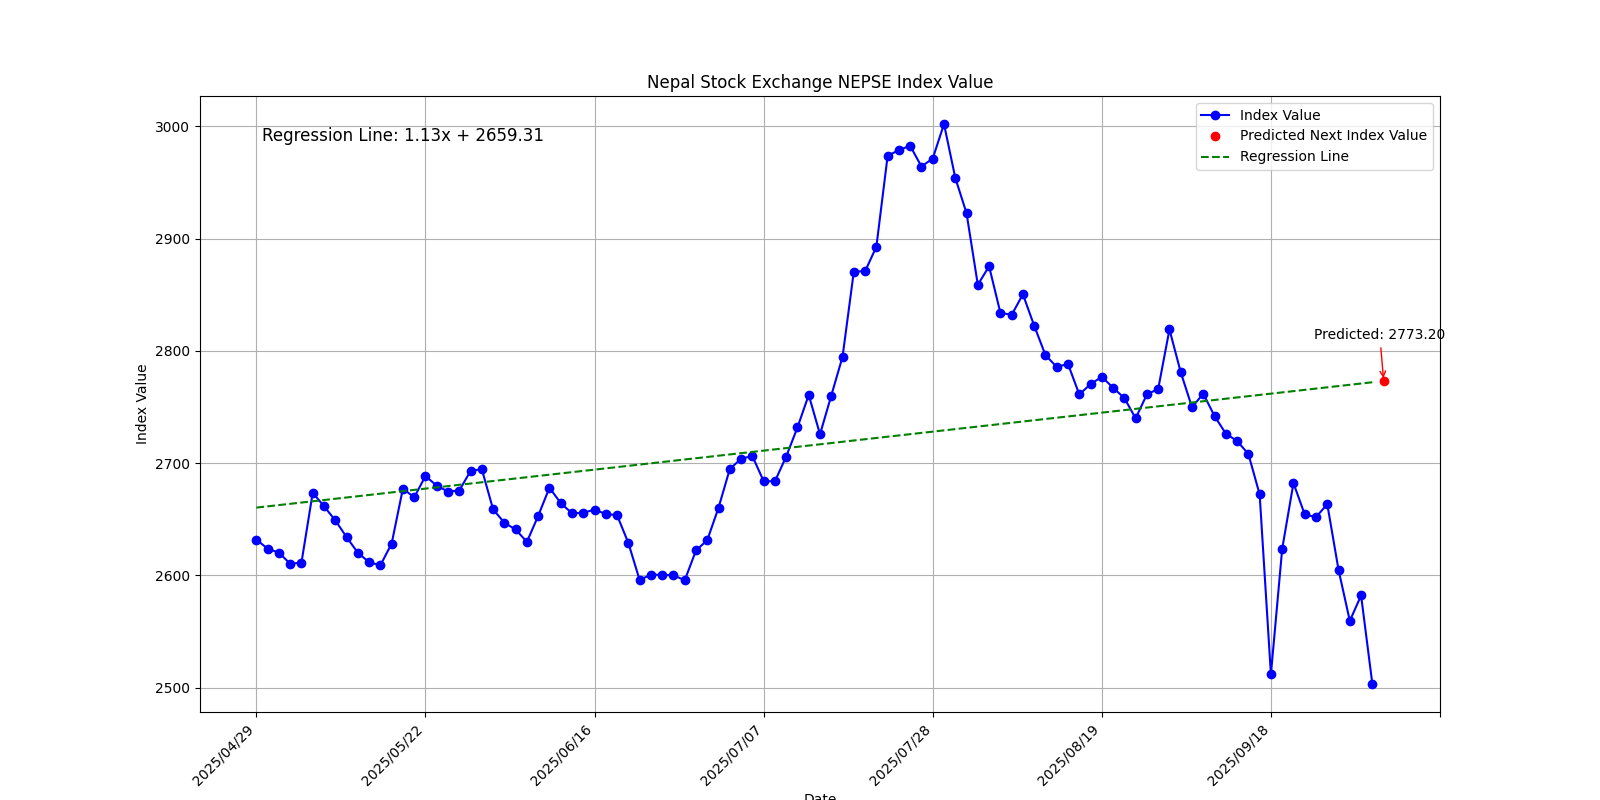 Nepal Stock Exchange NEPSE Index Value
Regression Line: 1.13x + 2659.31
Index Value
Predicted Next Index Value
Regression Line
Predicted: 2773.20
Index Value
3000
2900
2800
2700
2600
2500
2025/04/29
2025/05/22
2025/06/16
2025/07/07
2025/07/28
2025/08/19
2025/09/18
Date